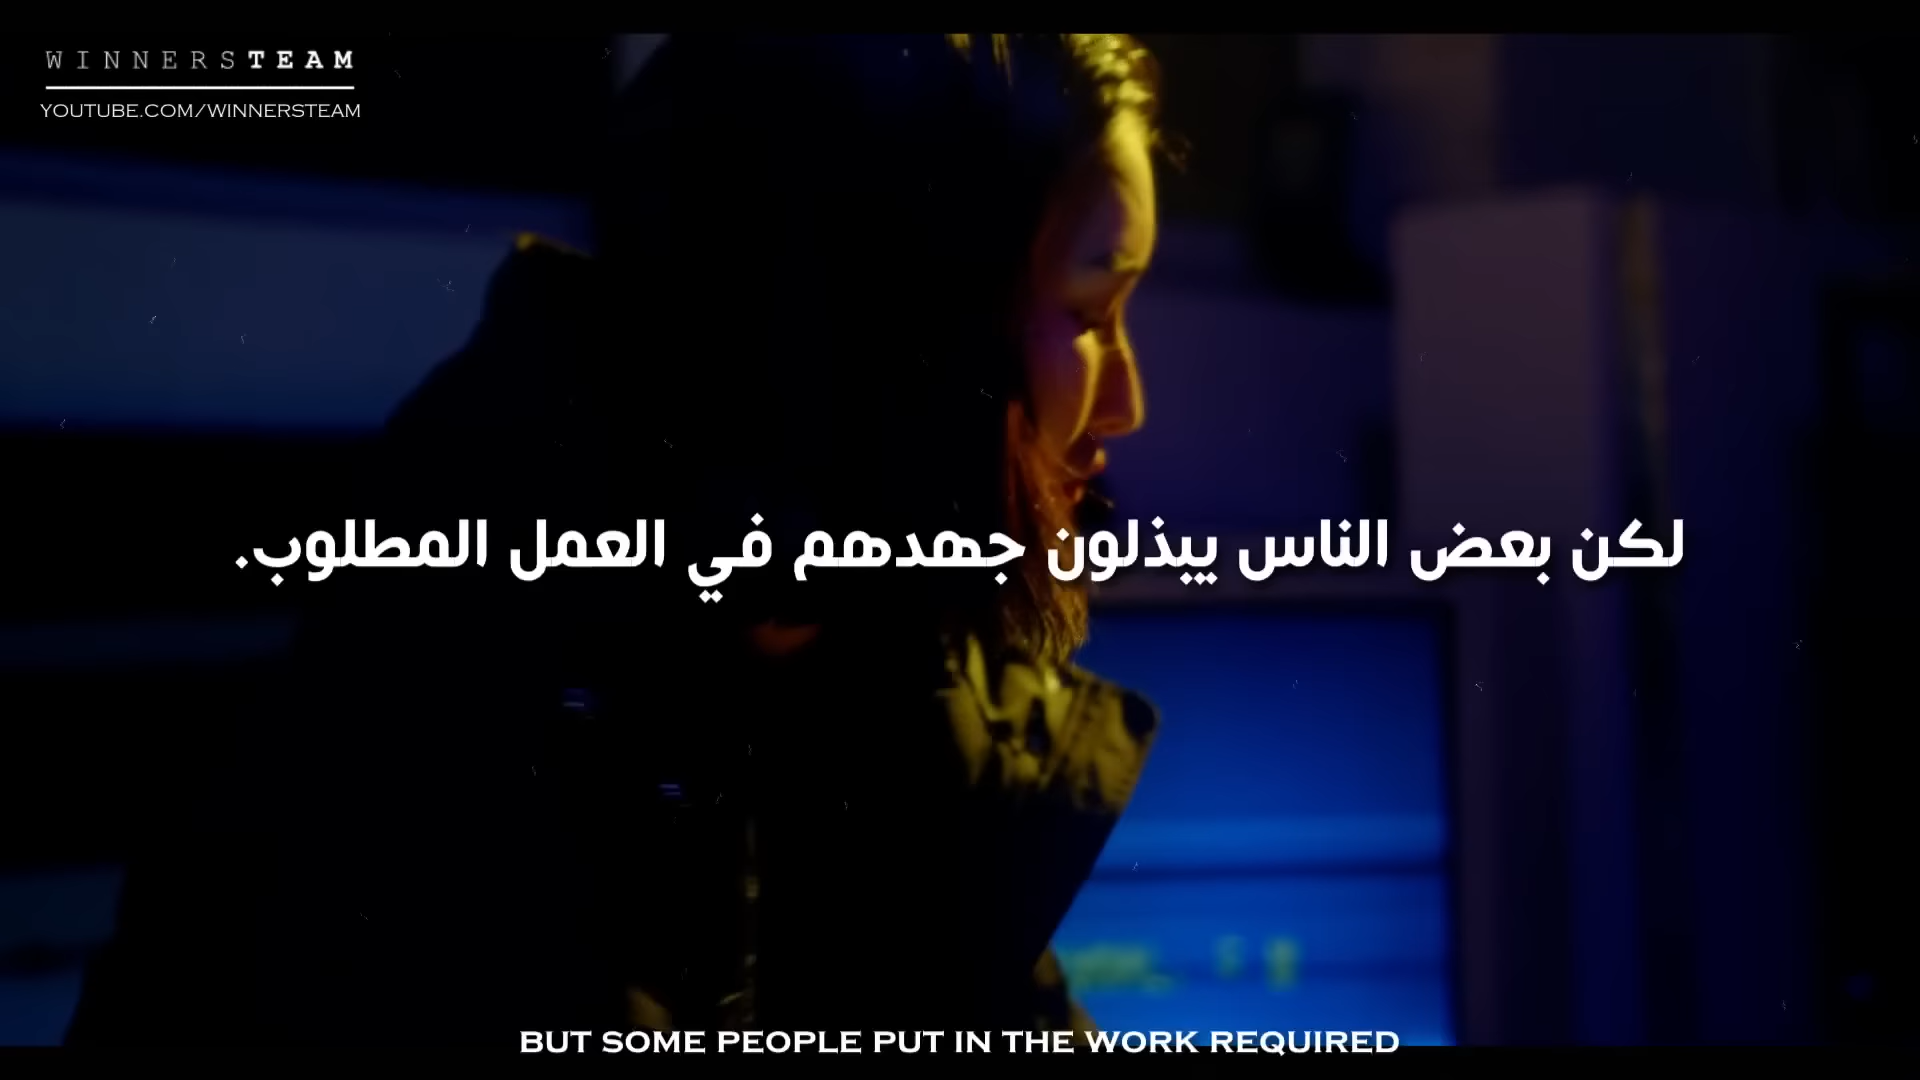 WINNERSTEAM
YOUTUBE.COM/WINNERSTEAM
لكن بعض الناس يبذلون جهدهم في العمل المطلوب.
BUT SOME PEOPLE PUT IN THE WORK REQUIRED